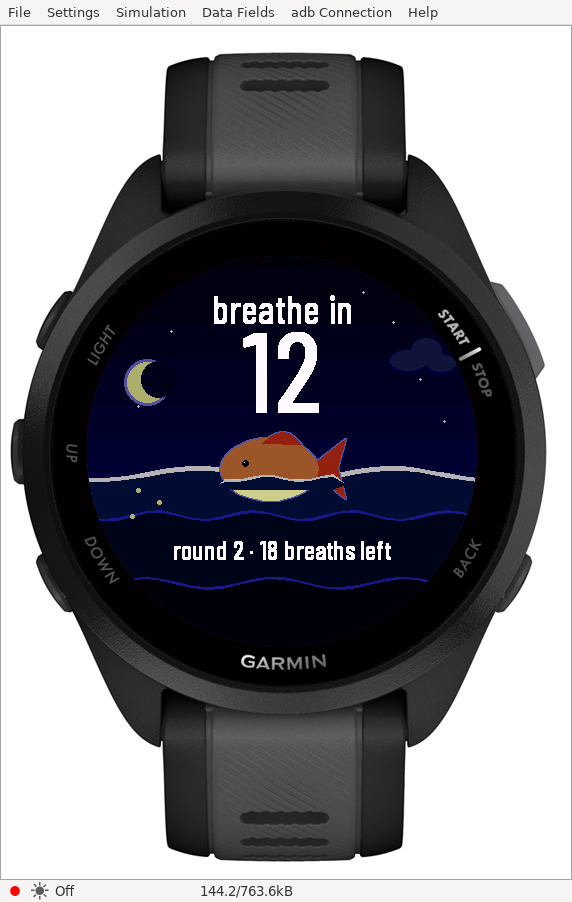 File Settings Simulation Data Fields adb Connection Help
breathe in
12
START
STOP
LIGHT
UP
DOWN
BACK
round 2 · 18 breaths left
GARMIN
Off 144.2/763.6kB